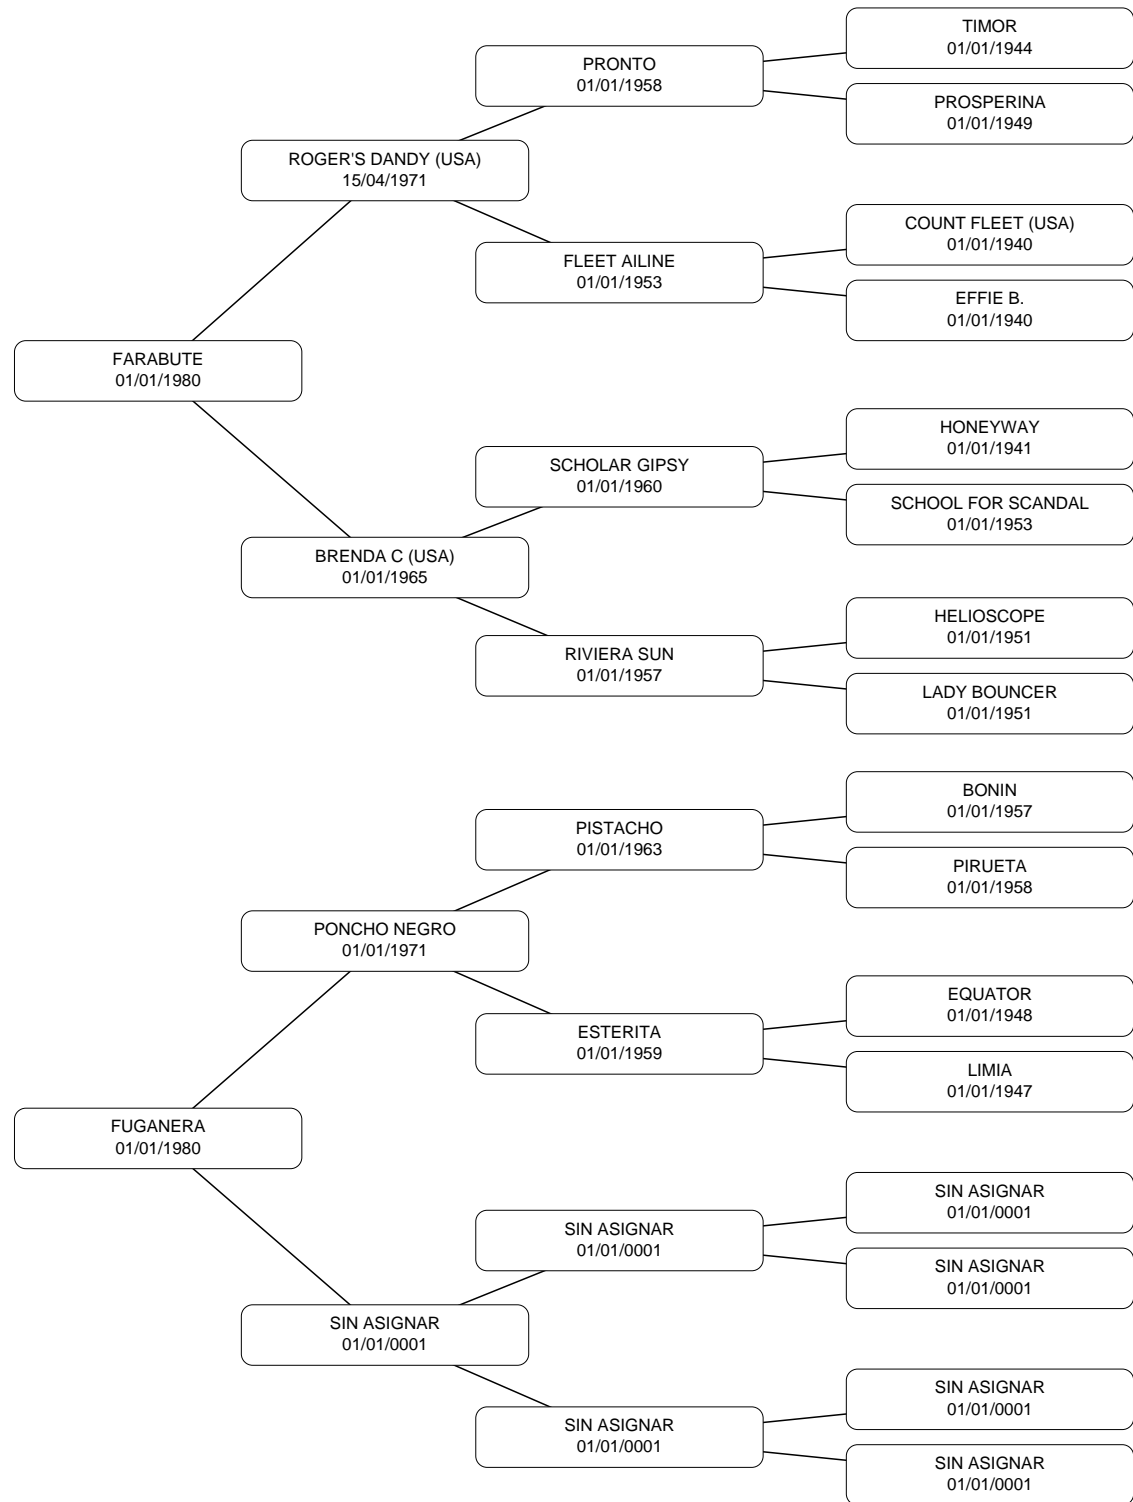 TIMOR
01/01/1944
PRONTO
01/01/1958
PROSPERINA
01/01/1949
ROGER'S DANDY (USA)
15/04/1971
COUNT FLEET (USA)
01/01/1940
FLEET AILINE
01/01/1953
EFFIE B.
01/01/1940
FARABUTE
01/01/1980
HONEYWAY
01/01/1941
SCHOLAR GIPSY
01/01/1960
SCHOOL FOR SCANDAL
01/01/1953
BRENDA C (USA)
01/01/1965
HELIOSCOPE
01/01/1951
RIVIERA SUN
01/01/1957
LADY BOUNCER
01/01/1951
BONIN
01/01/1957
PISTACHO
01/01/1963
PIRUETA
01/01/1958
PONCHO NEGRO
01/01/1971
EQUATOR
01/01/1948
ESTERITA
01/01/1959
LIMIA
01/01/1947
FUGANERA
01/01/1980
SIN ASIGNAR
01/01/0001
SIN ASIGNAR
01/01/0001
SIN ASIGNAR
01/01/0001
SIN ASIGNAR
01/01/0001
SIN ASIGNAR
01/01/0001
SIN ASIGNAR
01/01/0001
SIN ASIGNAR
01/01/0001